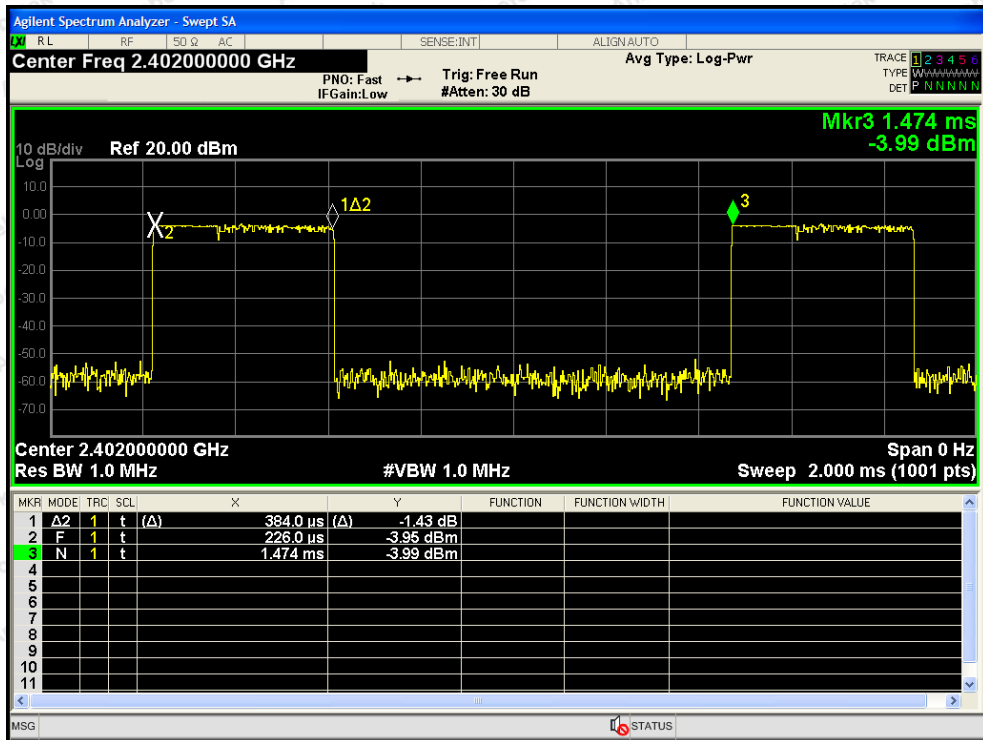 Agilent Spectrum Analyzer - Swept SA
LXI RL RF 50 Ω AC SENSE:INT ALIGNAUTO
Center Freq 2.402000000 GHz Avg Type: Log-Pwr TRACE 1 2 3 4 5 6
PNO: Fast Trig: Free Run TYPE WWWWWW
IFGain:Low #Atten: 30 dB DET P N N N N N
Mkr3 1.474 ms
10 dB/div Ref 20.00 dBm -3.99 dBm
Log
10.0
1Δ2 3
0.00
2
-10.0
-20.0
-30.0
-40.0
-50.0
-60.0
-70.0
Center 2.402000000 GHz Span 0 Hz
Res BW 1.0 MHz #VBW 1.0 MHz Sweep 2.000 ms (1001 pts)
MKR MODE TRC SCL X Y FUNCTION FUNCTION WIDTH FUNCTION VALUE
1 Δ2 1 t (Δ) 384.0 µs (Δ) -1.43 dB
2 F 1 t 226.0 µs -3.95 dBm
3 N 1 t 1.474 ms -3.99 dBm
4
5
6
7
8
9
10
11
MSG STATUS